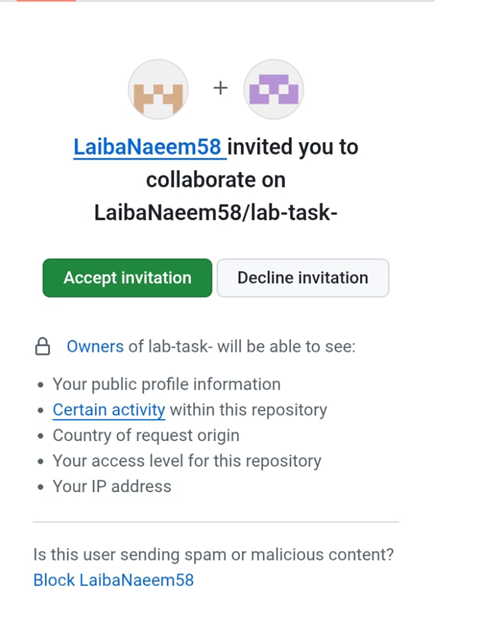 +
LaibaNaeem58 invited you to
collaborate on
LaibaNaeem58/lab-task-
Accept invitation
Decline invitation
Owners of lab-task- will be able to see:
• Your public profile information
• Certain activity within this repository
• Country of request origin
• Your access level for this repository
• Your IP address
Is this user sending spam or malicious content?
Block LaibaNaeem58